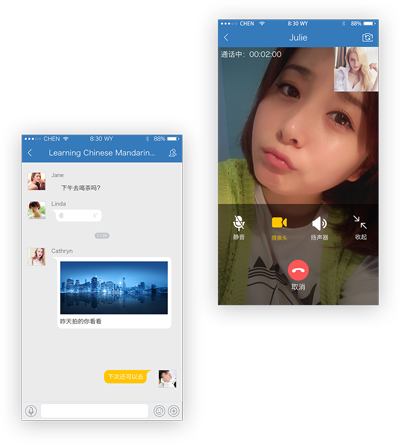 CHEN
8:30 WY
88%
Julie
通话中: 00:02:00
静音
摄像头
扬声器
收起
取消
CHEN
8:30 WY
88%
Learning Chinese Mandarin...
Jane
下午去喝茶吗?
Linda
Cathryn
昨天拍的你看看
下次还可以去